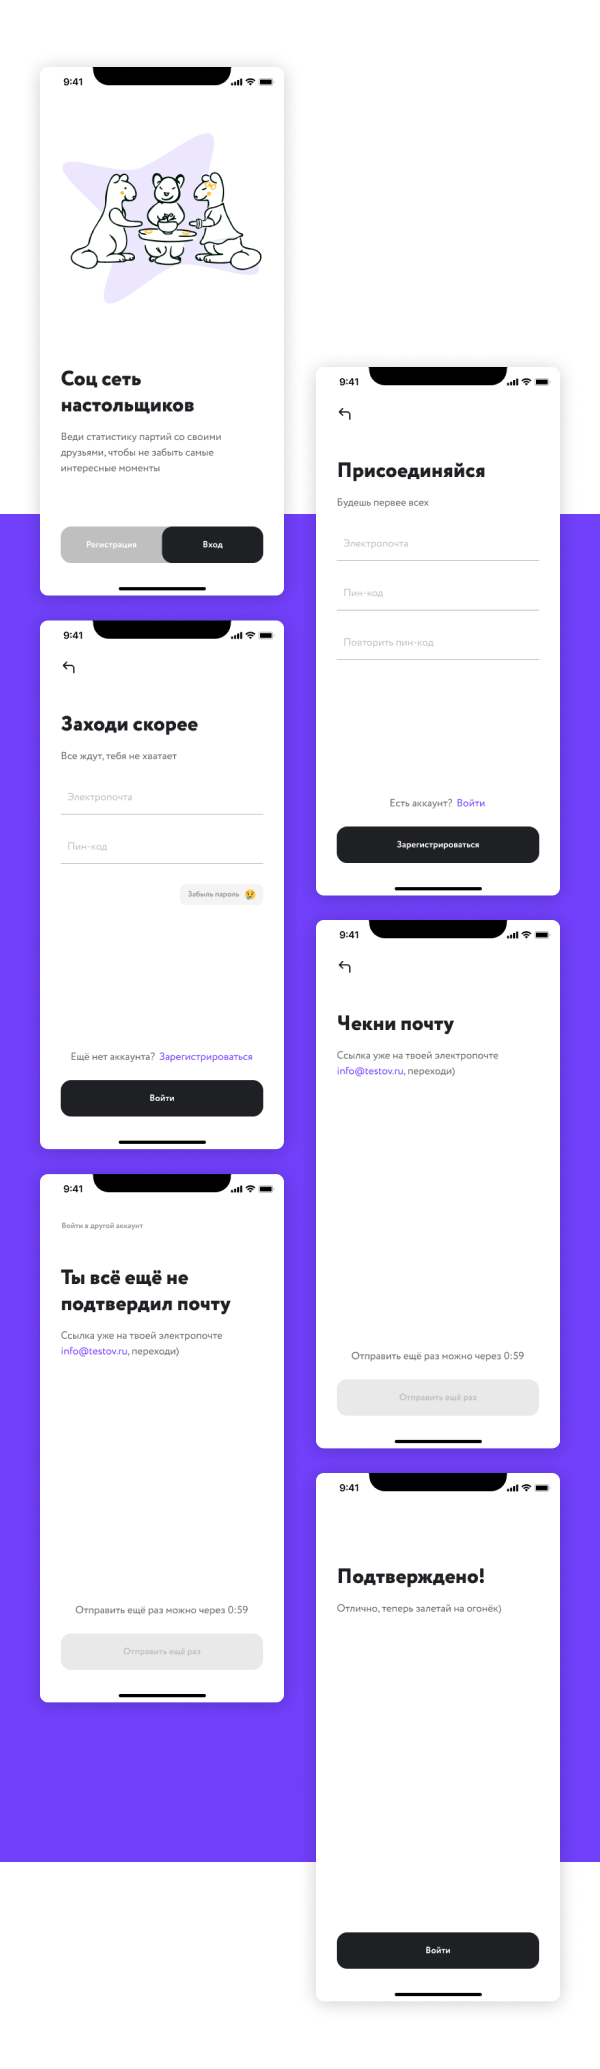 9:41
Соц сеть
настольщиков
Веди статистику партий со своими
друзьями, чтобы не забыть самые
интересные моменты
Регистрация
Вход
9:41
Присоединяйся
Будешь первее всех
Электропочта
Пин-код
Повторить пин-код
Есть аккаунт? Войти
Зарегистрироваться
9:41
Заходи скорее
Все ждут, тебя не хватает
Электропочта
Пин-код
Забыль пароль 😢
Ещё нет аккаунта? Зарегистрироваться
Войти
9:41
Чекни почту
Ссылка уже на твоей электропочте
info@testov.ru, переходи)
Отправить ещё раз можно через 0:59
Отправить ещё раз
9:41
Войти в другой аккаунт
Ты всё ещё не
подтвердил почту
Ссылка уже на твоей электропочте
info@testov.ru, переходи)
Отправить ещё раз можно через 0:59
Отправить ещё раз
9:41
Подтверждено!
Отлично, теперь залетай на огонёк)
Войти